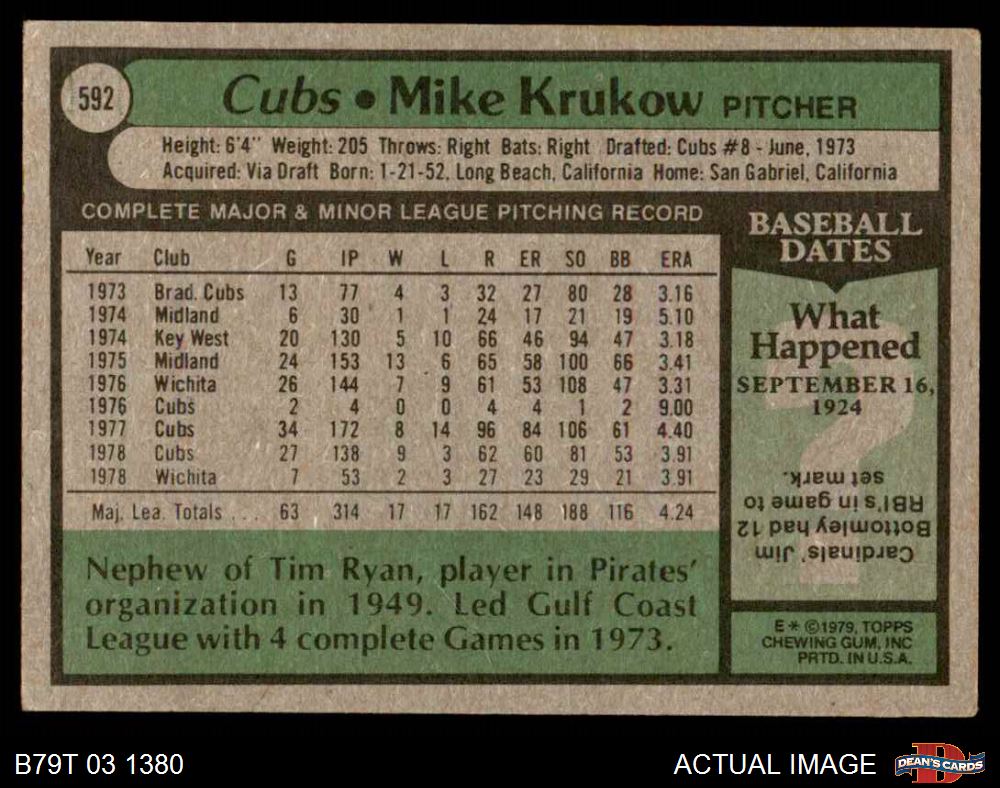 592
Cubs • Mike Krukow PITCHER
Height: 6'4" Weight: 205 Throws: Right Bats: Right Drafted: Cubs #8 - June, 1973
Acquired: Via Draft Born: 1-21-52, Long Beach, California Home: San Gabriel, California
COMPLETE MAJOR & MINOR LEAGUE PITCHING RECORD
Year Club G IP W L R ER SO BB ERA
1973 Brad. Cubs 13 77 4 3 32 27 80 28 3.16
1974 Midland 6 30 1 1 24 17 21 19 5.10
1974 Key West 20 130 5 10 66 46 94 47 3.18
1975 Midland 24 153 13 6 65 58 100 66 3.41
1976 Wichita 26 144 7 9 61 53 108 47 3.31
1976 Cubs 2 4 0 0 4 4 1 2 9.00
1977 Cubs 34 172 8 14 96 84 106 61 4.40
1978 Cubs 27 138 9 3 62 60 81 53 3.91
1978 Wichita 7 53 2 3 27 23 29 21 3.91
Maj. Lea. Totals ... 63 314 17 17 162 148 188 116 4.24
Nephew of Tim Ryan, player in Pirates'
organization in 1949. Led Gulf Coast
League with 4 complete Games in 1973.
BASEBALL
DATES
What
Happened
SEPTEMBER 16,
1924
Cardinals' Jim
Bottomley had 12
RBI's in game to
set mark.
E * ©1979, TOPPS
CHEWING GUM, INC
PRTD. IN U.S.A.
B79T 03 1380
ACTUAL IMAGE
DEAN'S CARDS